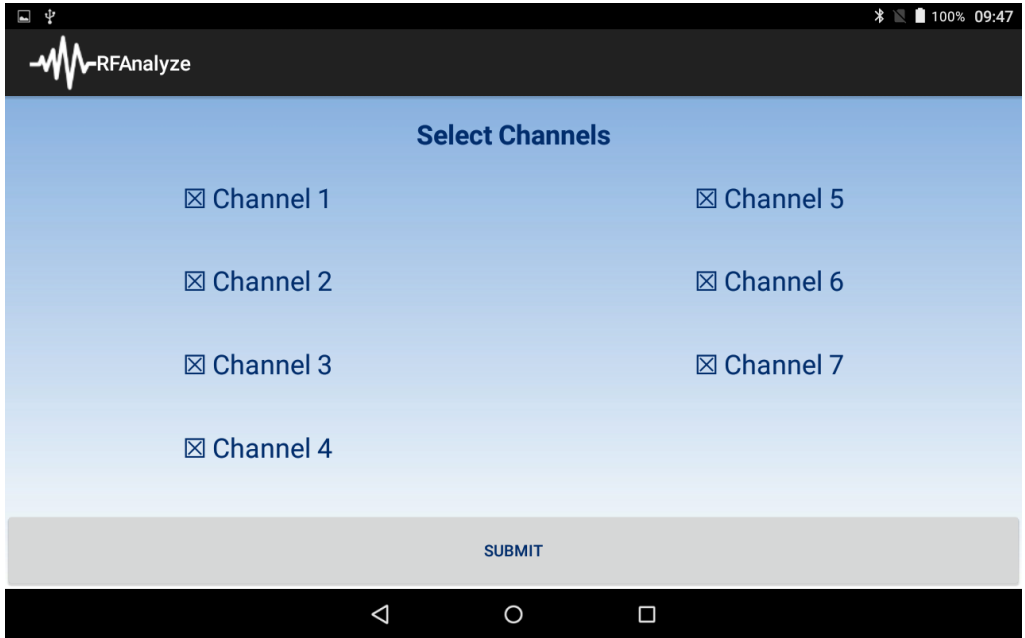 100% 09:47
RFAnalyze
Select Channels
☒ Channel 1
☒ Channel 5
☒ Channel 2
☒ Channel 6
☒ Channel 3
☒ Channel 7
☒ Channel 4
SUBMIT